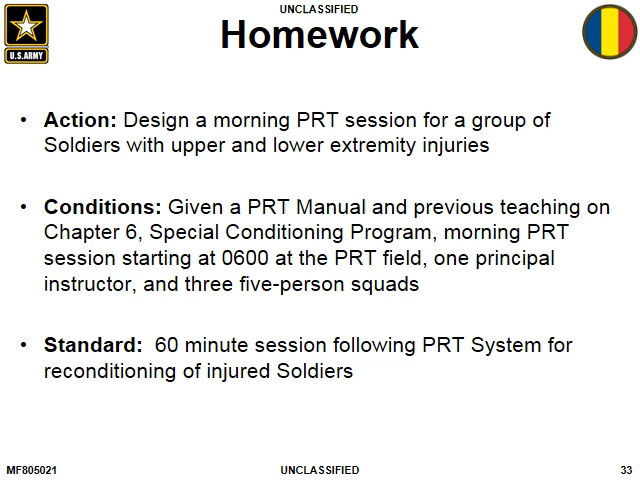 UNCLASSIFIED
Homework
U.S.ARMY
• Action: Design a morning PRT session for a group of
Soldiers with upper and lower extremity injuries
• Conditions: Given a PRT Manual and previous teaching on
Chapter 6, Special Conditioning Program, morning PRT
session starting at 0600 at the PRT field, one principal
instructor, and three five-person squads
• Standard:  60 minute session following PRT System for
reconditioning of injured Soldiers
MF805021
UNCLASSIFIED
33